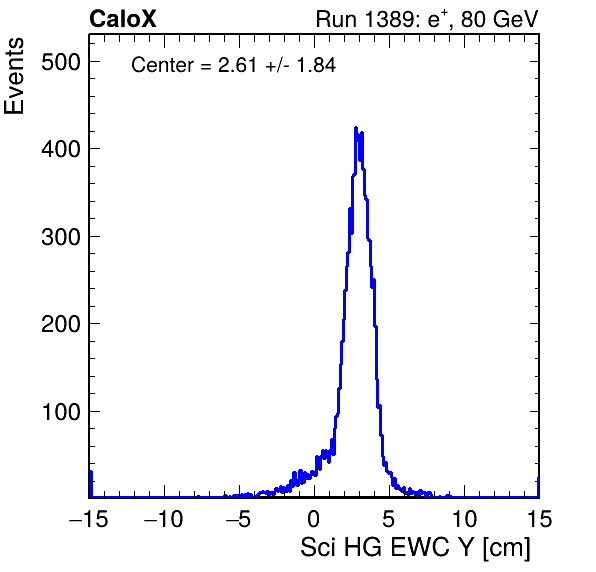 CaloX Run 1389: e⁺, 80 GeV
Center = 2.61 +/- 1.84
Events
500
400
300
200
100
−15 −10 −5 0 5 10 15
Sci HG EWC Y [cm]